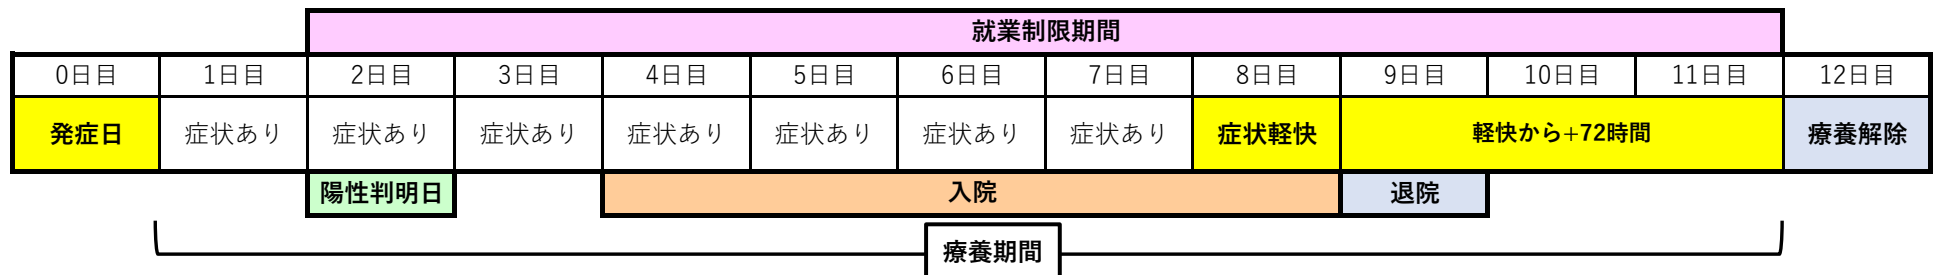 就業制限期間
0日目 1日目 2日目 3日目 4日目 5日目 6日目 7日目 8日目 9日目 10日目 11日目 12日目
発症日 症状あり 症状あり 症状あり 症状あり 症状あり 症状あり 症状あり 症状軽快 軽快から+72時間 療養解除
陽性判明日 入院 退院
療養期間